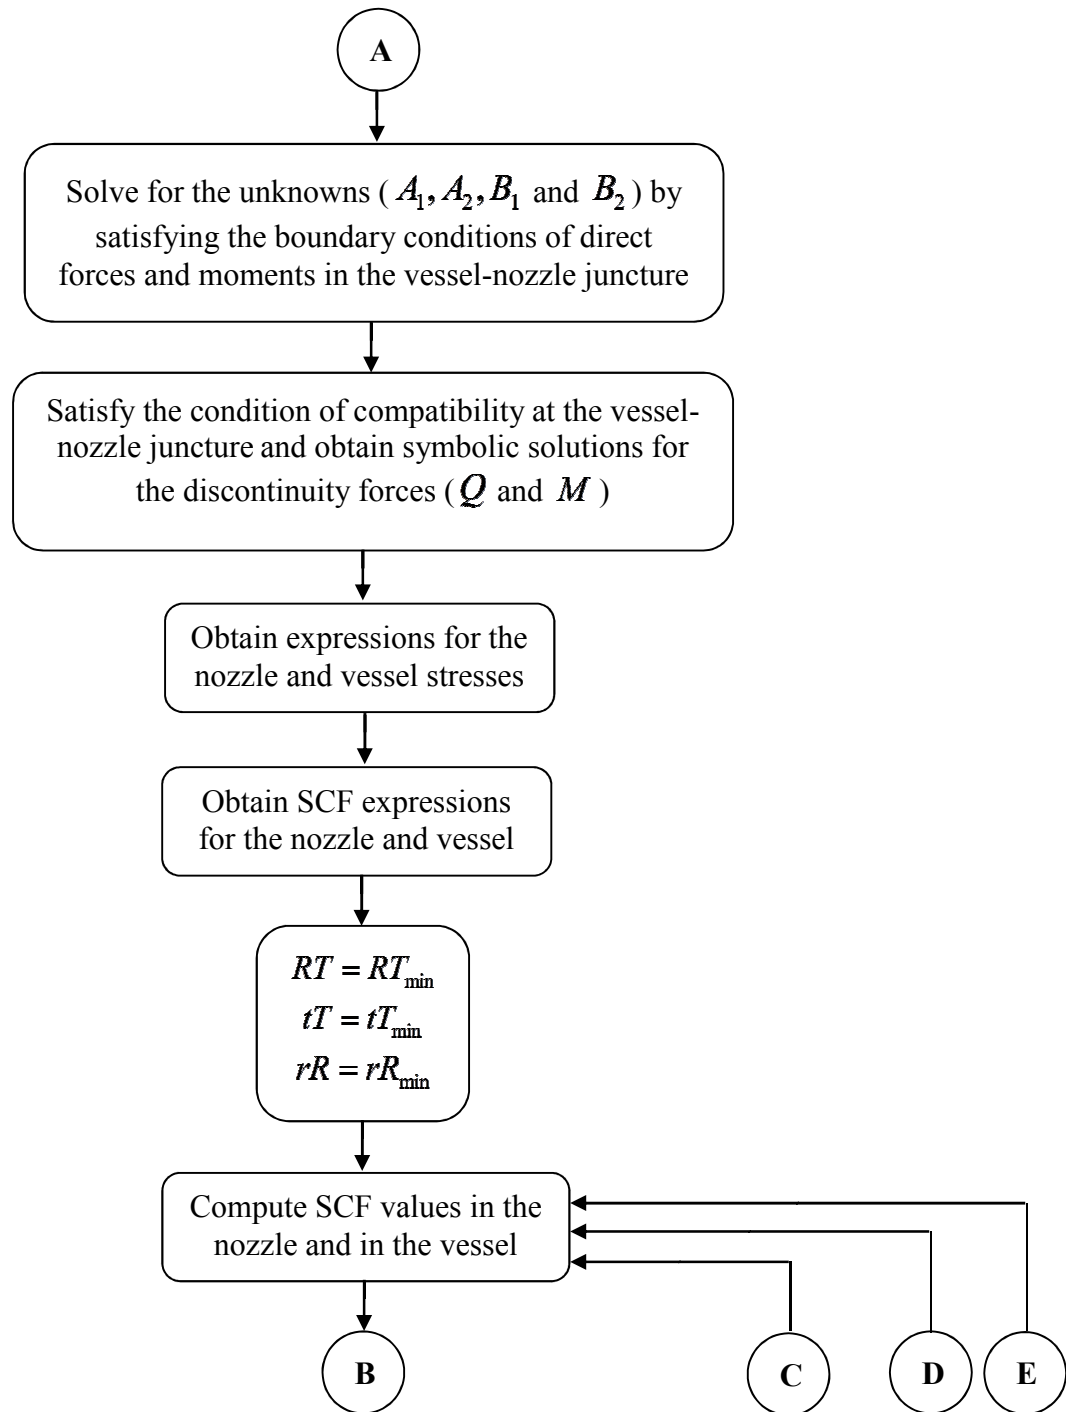 A
Solve for the unknowns ( A₁, A₂, B₁ and B₂ ) by
satisfying the boundary conditions of direct
forces and moments in the vessel-nozzle juncture
Satisfy the condition of compatibility at the vessel-
nozzle juncture and obtain symbolic solutions for
the discontinuity forces ( Q and M )
Obtain expressions for the
nozzle and vessel stresses
Obtain SCF expressions
for the nozzle and vessel
RT = RT_min
tT = tT_min
rR = rR_min
Compute SCF values in the
nozzle and in the vessel
B
C
D
E